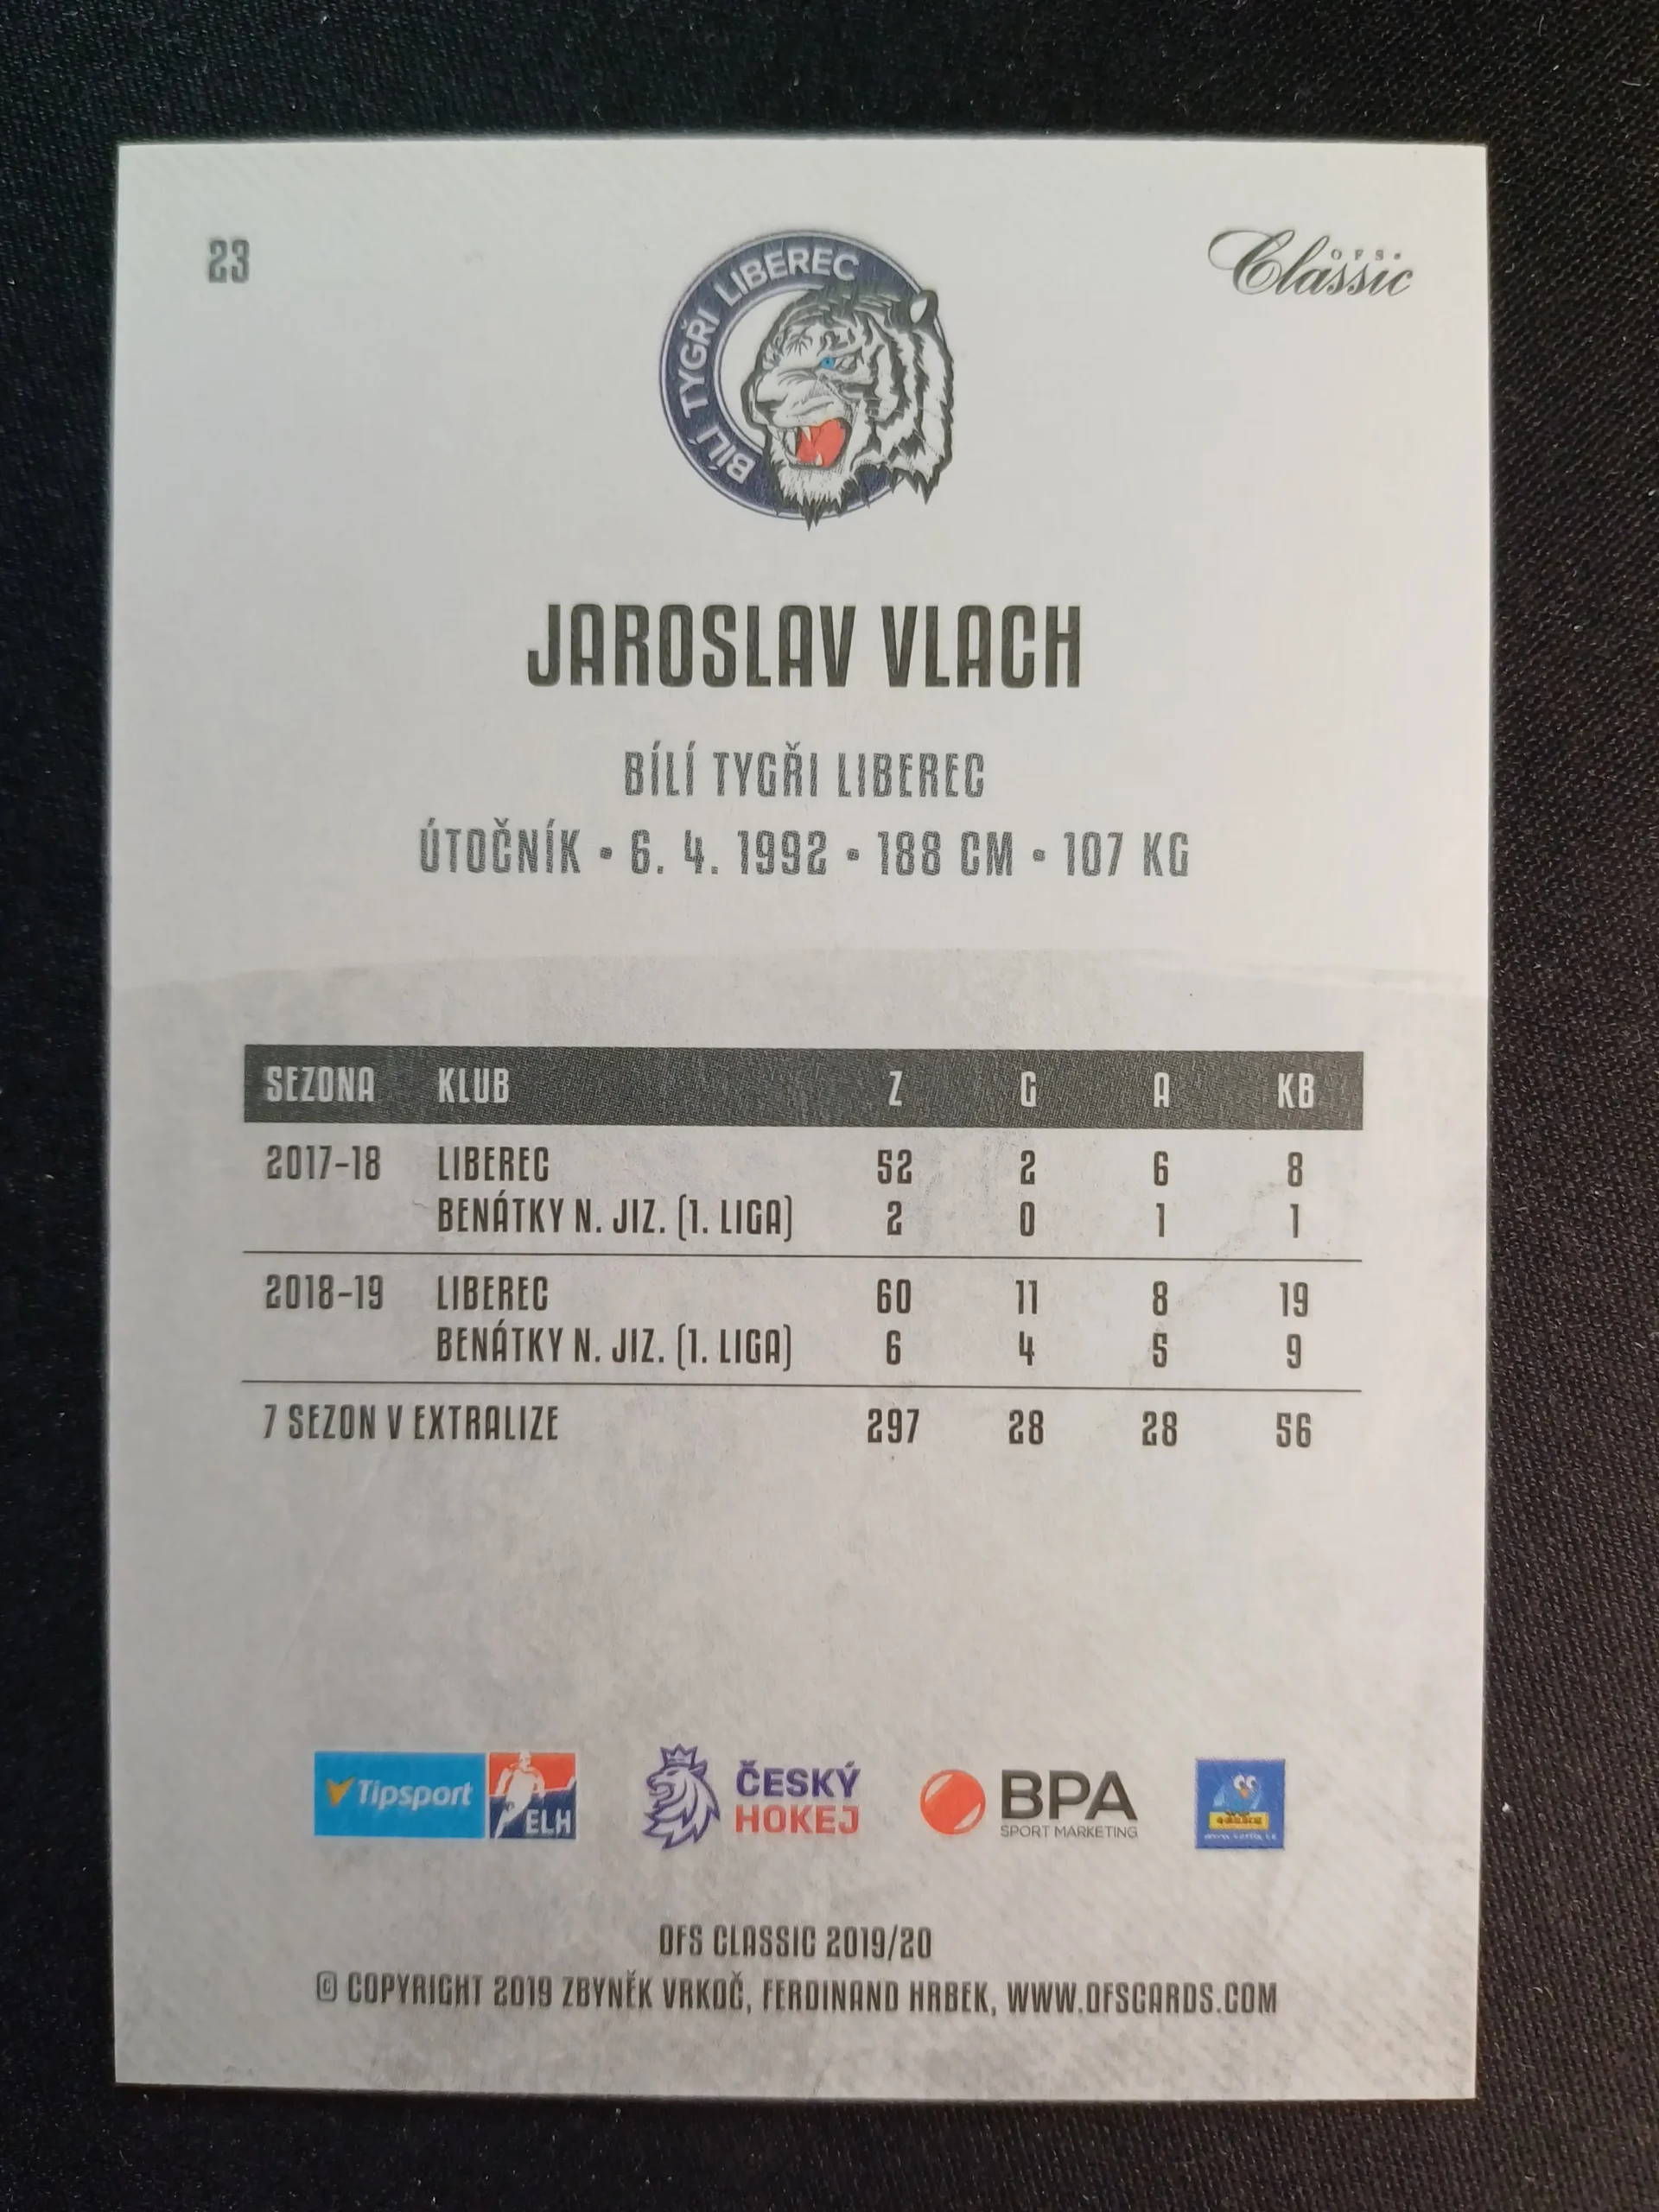 23
BÍLÍ TYGŘI LIBEREC
OFS
Classic
JAROSLAV VLACH
BÍLÍ TYGŘI LIBEREC
ÚTOČNÍK • 6. 4. 1992 • 188 CM • 107 KG
SEZONA KLUB Z G A KB
2017-18 LIBEREC 52 2 6 8
BENÁTKY N. JIZ. (1. LIGA) 2 0 1 1
2018-19 LIBEREC 60 11 8 19
BENÁTKY N. JIZ. (1. LIGA) 6 4 5 9
7 SEZON V EXTRALIZE 297 28 28 56
Tipsport ELH
ČESKÝ
HOKEJ
BPA
SPORT MARKETING
OFS CLASSIC 2019/20
© COPYRIGHT 2019 ZBYNĚK VRKOČ, FERDINAND HRBEK, WWW.OFSCARDS.COM